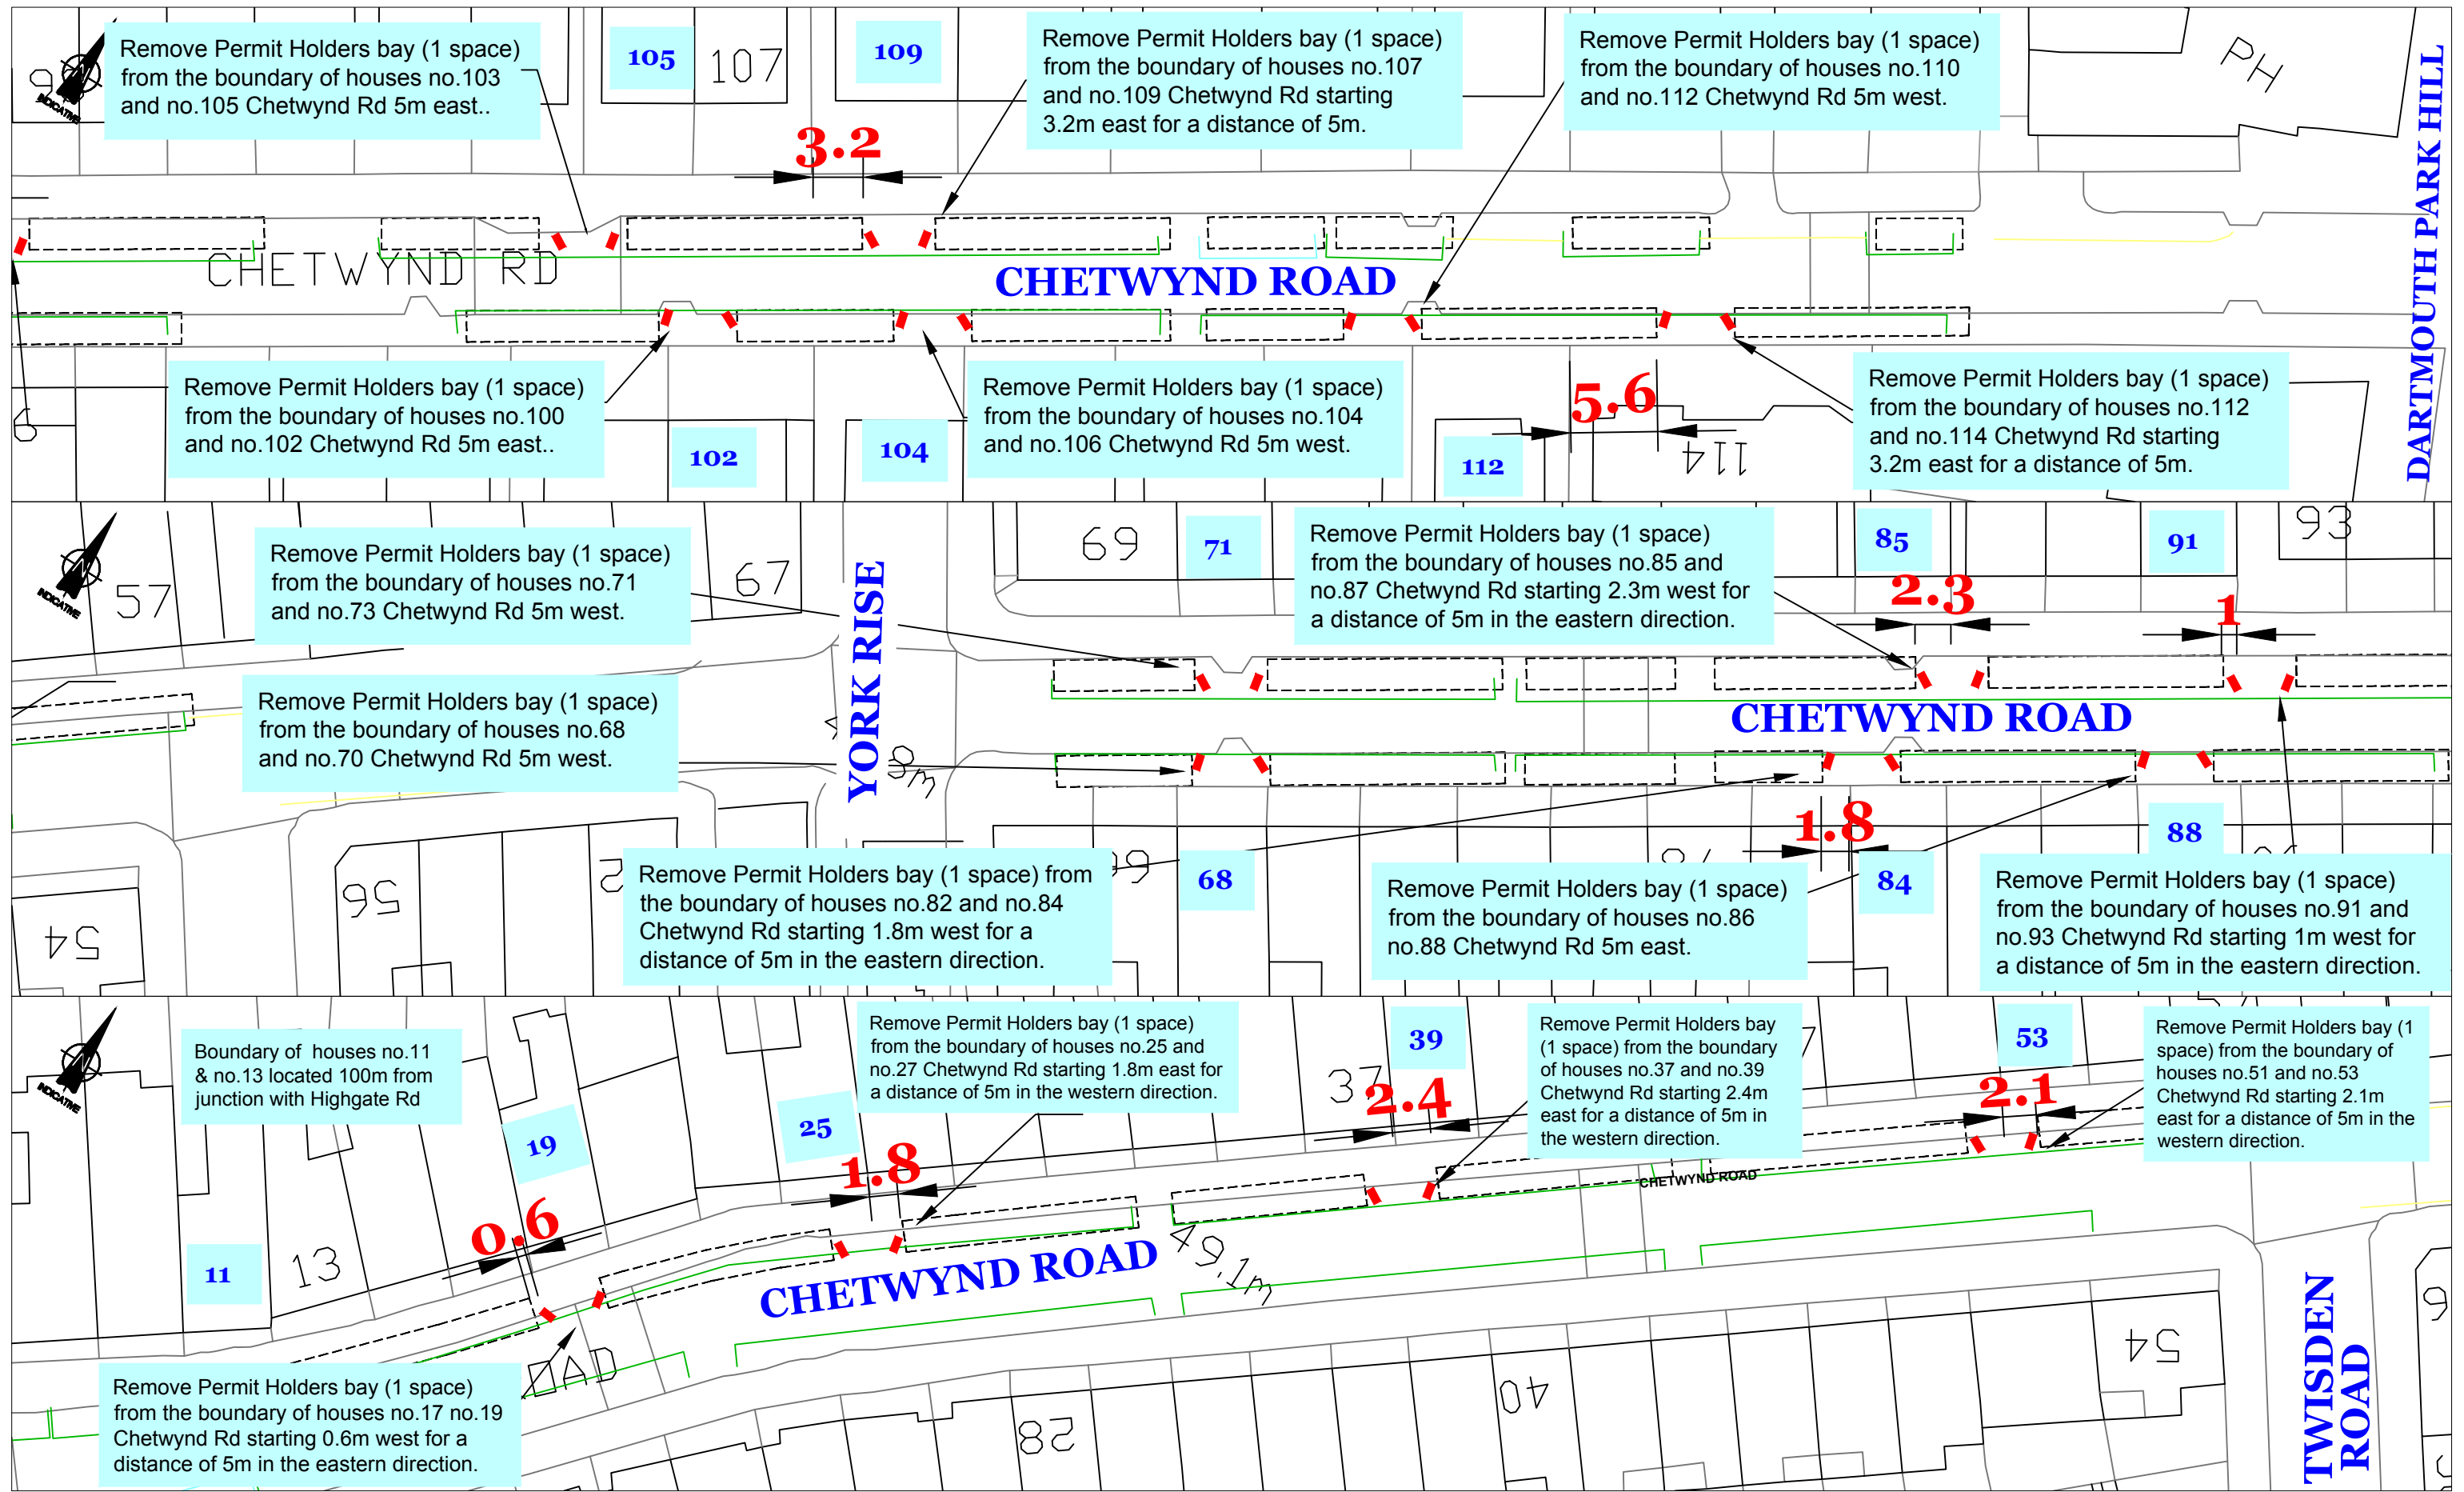 Remove Permit Holders bay (1 space)
from the boundary of houses no.103
and no.105 Chetwynd Rd 5m east..
105
107
109
Remove Permit Holders bay (1 space)
from the boundary of houses no.107
and no.109 Chetwynd Rd starting
3.2m east for a distance of 5m.
Remove Permit Holders bay (1 space)
from the boundary of houses no.110
and no.112 Chetwynd Rd 5m west.
PH
DARTMOUTH PARK HILL
INDICATIVE
3.2
CHETWYND RD
CHETWYND ROAD
Remove Permit Holders bay (1 space)
from the boundary of houses no.100
and no.102 Chetwynd Rd 5m east..
102
104
Remove Permit Holders bay (1 space)
from the boundary of houses no.104
and no.106 Chetwynd Rd 5m west.
112
5.6
114
Remove Permit Holders bay (1 space)
from the boundary of houses no.112
and no.114 Chetwynd Rd starting
3.2m east for a distance of 5m.
INDICATIVE
57
Remove Permit Holders bay (1 space)
from the boundary of houses no.71
and no.73 Chetwynd Rd 5m west.
67
YORK RISE
69
71
Remove Permit Holders bay (1 space)
from the boundary of houses no.85 and
no.87 Chetwynd Rd starting 2.3m west for
a distance of 5m in the eastern direction.
85
2.3
91
1
93
Remove Permit Holders bay (1 space)
from the boundary of houses no.68
and no.70 Chetwynd Rd 5m west.
CHETWYND ROAD
54
56
Remove Permit Holders bay (1 space) from
the boundary of houses no.82 and no.84
Chetwynd Rd starting 1.8m west for a
distance of 5m in the eastern direction.
68
Remove Permit Holders bay (1 space)
from the boundary of houses no.86
no.88 Chetwynd Rd 5m east.
1.8
84
88
Remove Permit Holders bay (1 space)
from the boundary of houses no.91 and
no.93 Chetwynd Rd starting 1m west for
a distance of 5m in the eastern direction.
INDICATIVE
Boundary of houses no.11
& no.13 located 100m from
junction with Highgate Rd
11
13
19
0.6
25
1.8
Remove Permit Holders bay (1 space)
from the boundary of houses no.25 and
no.27 Chetwynd Rd starting 1.8m east for
a distance of 5m in the western direction.
37
39
2.4
Remove Permit Holders bay
(1 space) from the boundary
of houses no.37 and no.39
Chetwynd Rd starting 2.4m
east for a distance of 5m in
the western direction.
53
2.1
Remove Permit Holders bay (1
space) from the boundary of
houses no.51 and no.53
Chetwynd Rd starting 2.1m
east for a distance of 5m in the
western direction.
CHETWYND ROAD
CHETWYND ROAD
49.1m
Remove Permit Holders bay (1 space)
from the boundary of houses no.17 no.19
Chetwynd Rd starting 0.6m west for a
distance of 5m in the eastern direction.
28
40
54
TWISDEN
ROAD